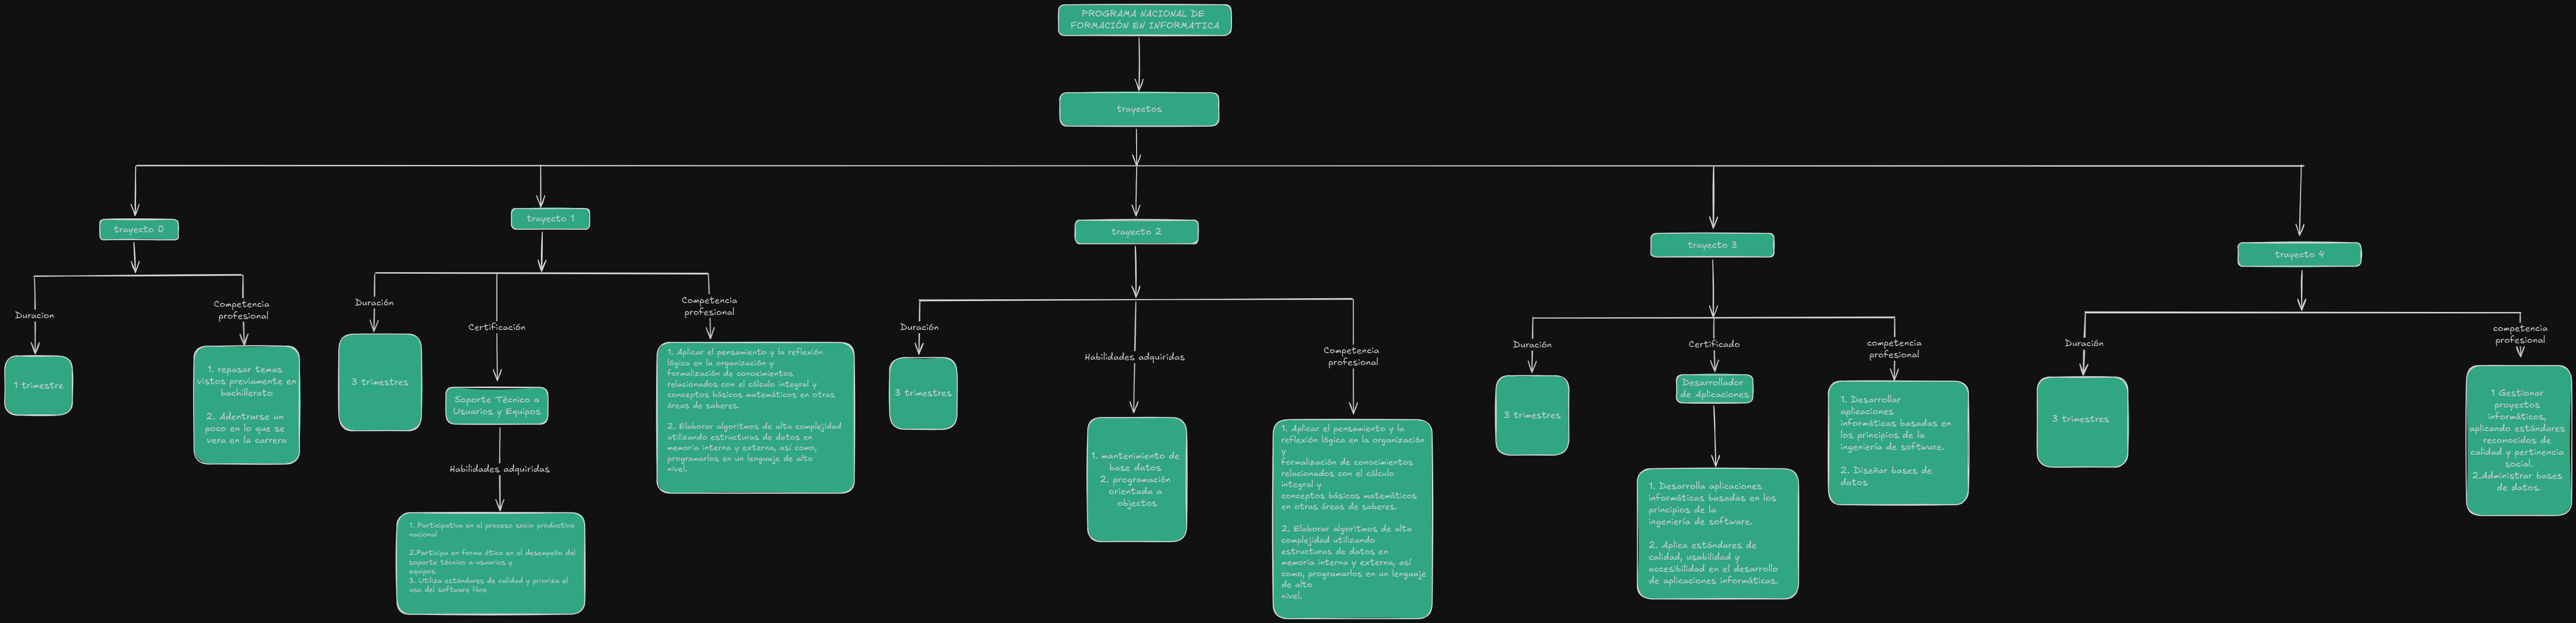 PROGRAMA NACIONAL DE
FORMACIÓN EN INFORMATICA
trayectos
trayecto 0
Duracion
1 trimestre
Competencia
profesional
1. repasar temas
vistos previamente en
bachillerato
2. Adentrarse un
poco en lo que se
vera en la carrera
trayecto 1
Duración
3 trimestres
Certificación
Soporte Técnico a
Usuarios y Equipos
Habilidades adquiridas
1. Participativa en el proceso socio productivo
nacional
2.Participa en forma ética en el desempeño del
soporte técnico a usuarios y
equipos
3. Utiliza estándares de calidad y prioriza el
uso del software libre
Competencia
profesional
1. Aplicar el pensamiento y la reflexión
lógica en la organización y
formalización de conocimientos
relacionados con el cálculo integral y
conceptos básicos matemáticos en otras
áreas de saberes.
2. Elaborar algoritmos de alta complejidad
utilizando estructuras de datos en
memoria interna y externa, así como,
programarlos en un lenguaje de alto
nivel.
trayecto 2
Duración
3 trimestres
Habilidades adquiridas
1. mantenimiento de
base datos
2. programación
orientada a
objectos
Competencia
profesional
1. Aplicar el pensamiento y la
reflexión lógica en la organización
y
formalización de conocimientos
relacionados con el cálculo
integral y
conceptos básicos matemáticos
en otras áreas de saberes.
2. Elaborar algoritmos de alta
complejidad utilizando
estructuras de datos en
memoria interna y externa, así
como, programarlos en un lenguaje
de alto
nivel.
trayecto 3
Duración
3 trimestres
Certificado
Desarrollador
de Aplicaciones
1. Desarrolla aplicaciones
informáticas basadas en los
principios de la
ingeniería de software.
2. Aplica estándares de
calidad, usabilidad y
accesibilidad en el desarrollo
de aplicaciones informáticas.
competencia
profesional
1. Desarrollar
aplicaciones
informáticas basadas en
los principios de la
ingeniería de software.
2. Diseñar bases de
datos
trayecto 4
Duración
3 trimestres
competencia
profesional
1 Gestionar
proyectos
informáticos,
aplicando estándares
reconocidos de
calidad y pertinencia
social.
2.Administrar bases
de datos.